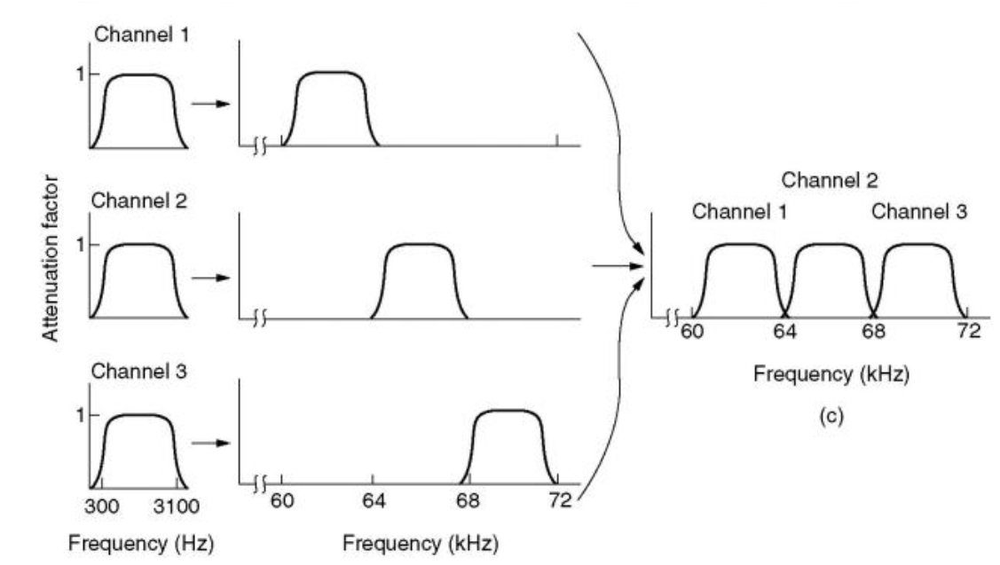 Channel 1
1
Attenuation factor
Channel 2
1
Channel 3
1
300 3100
Frequency (Hz)
60 64 68 72
Frequency (kHz)
Channel 2
Channel 1 Channel 3
60 64 68 72
Frequency (kHz)
(c)